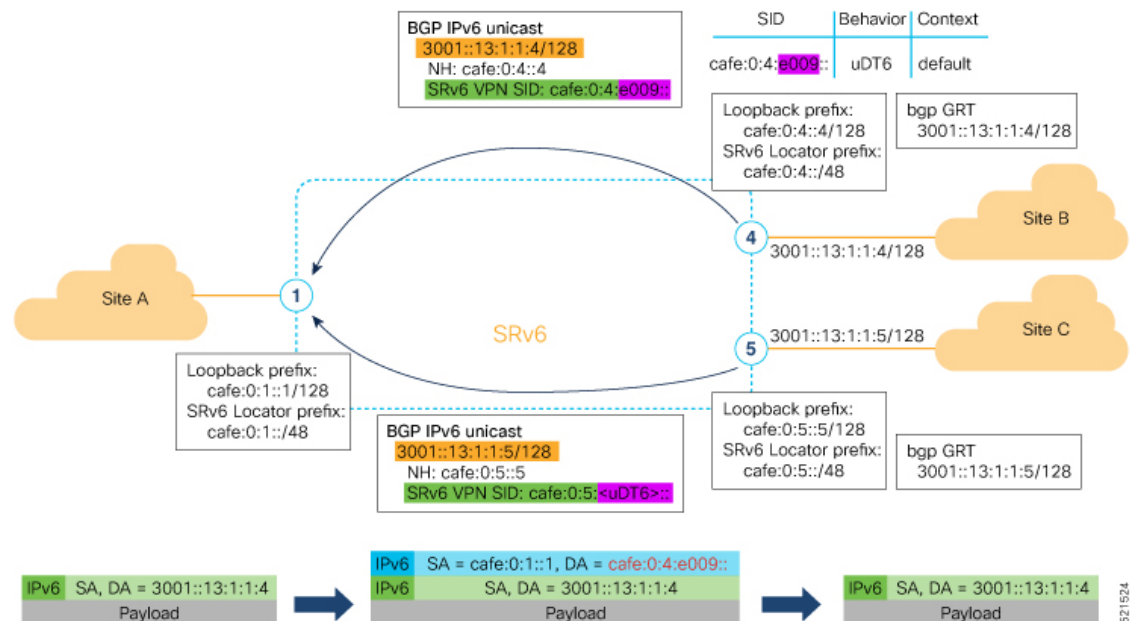 BGP IPv6 unicast
3001::13:1:1:4/128
NH: cafe:0:4::4
SRv6 VPN SID: cafe:0:4:e009::
SID Behavior Context
cafe:0:4:e009:: uDT6 default
Loopback prefix:
cafe:0:4::4/128
SRv6 Locator prefix:
cafe:0:4::/48
bgp GRT
3001::13:1:1:4/128
Site B
4
3001::13:1:1:4/128
Site A
1
SRv6
Site C
3001::13:1:1:5/128
5
Loopback prefix:
cafe:0:1::1/128
SRv6 Locator prefix:
cafe:0:1::/48
BGP IPv6 unicast
3001::13:1:1:5/128
NH: cafe:0:5::5
SRv6 VPN SID: cafe:0:5:<uDT6>::
Loopback prefix:
cafe:0:5::5/128
SRv6 Locator prefix:
cafe:0:5::/48
bgp GRT
3001::13:1:1:5/128
IPv6 SA, DA = 3001::13:1:1:4
Payload
IPv6 SA = cafe:0:1::1, DA = cafe:0:4:e009::
IPv6 SA, DA = 3001::13:1:1:4
Payload
IPv6 SA, DA = 3001::13:1:1:4
Payload
521524